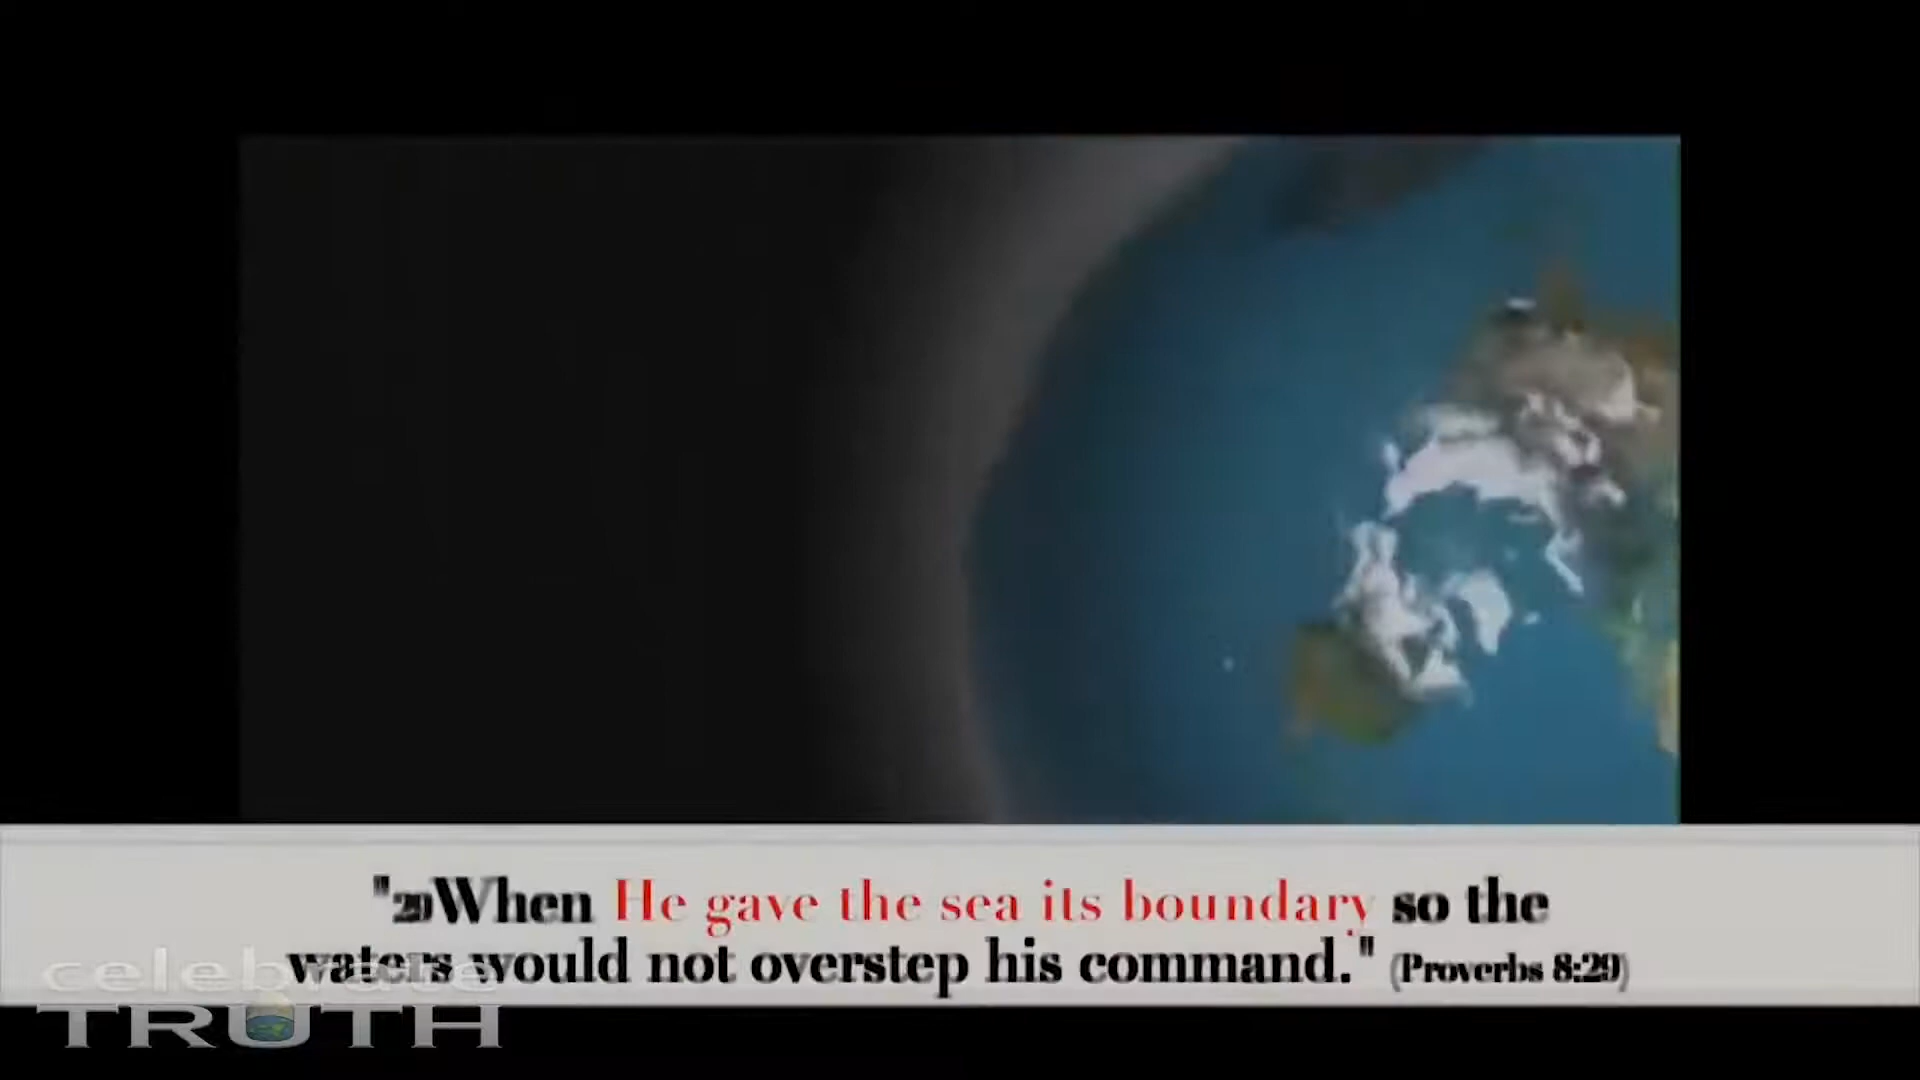 "29When He gave the sea its boundary so the
waters would not overstep his command." (Proverbs 8:29)
celebrate
TRUTH